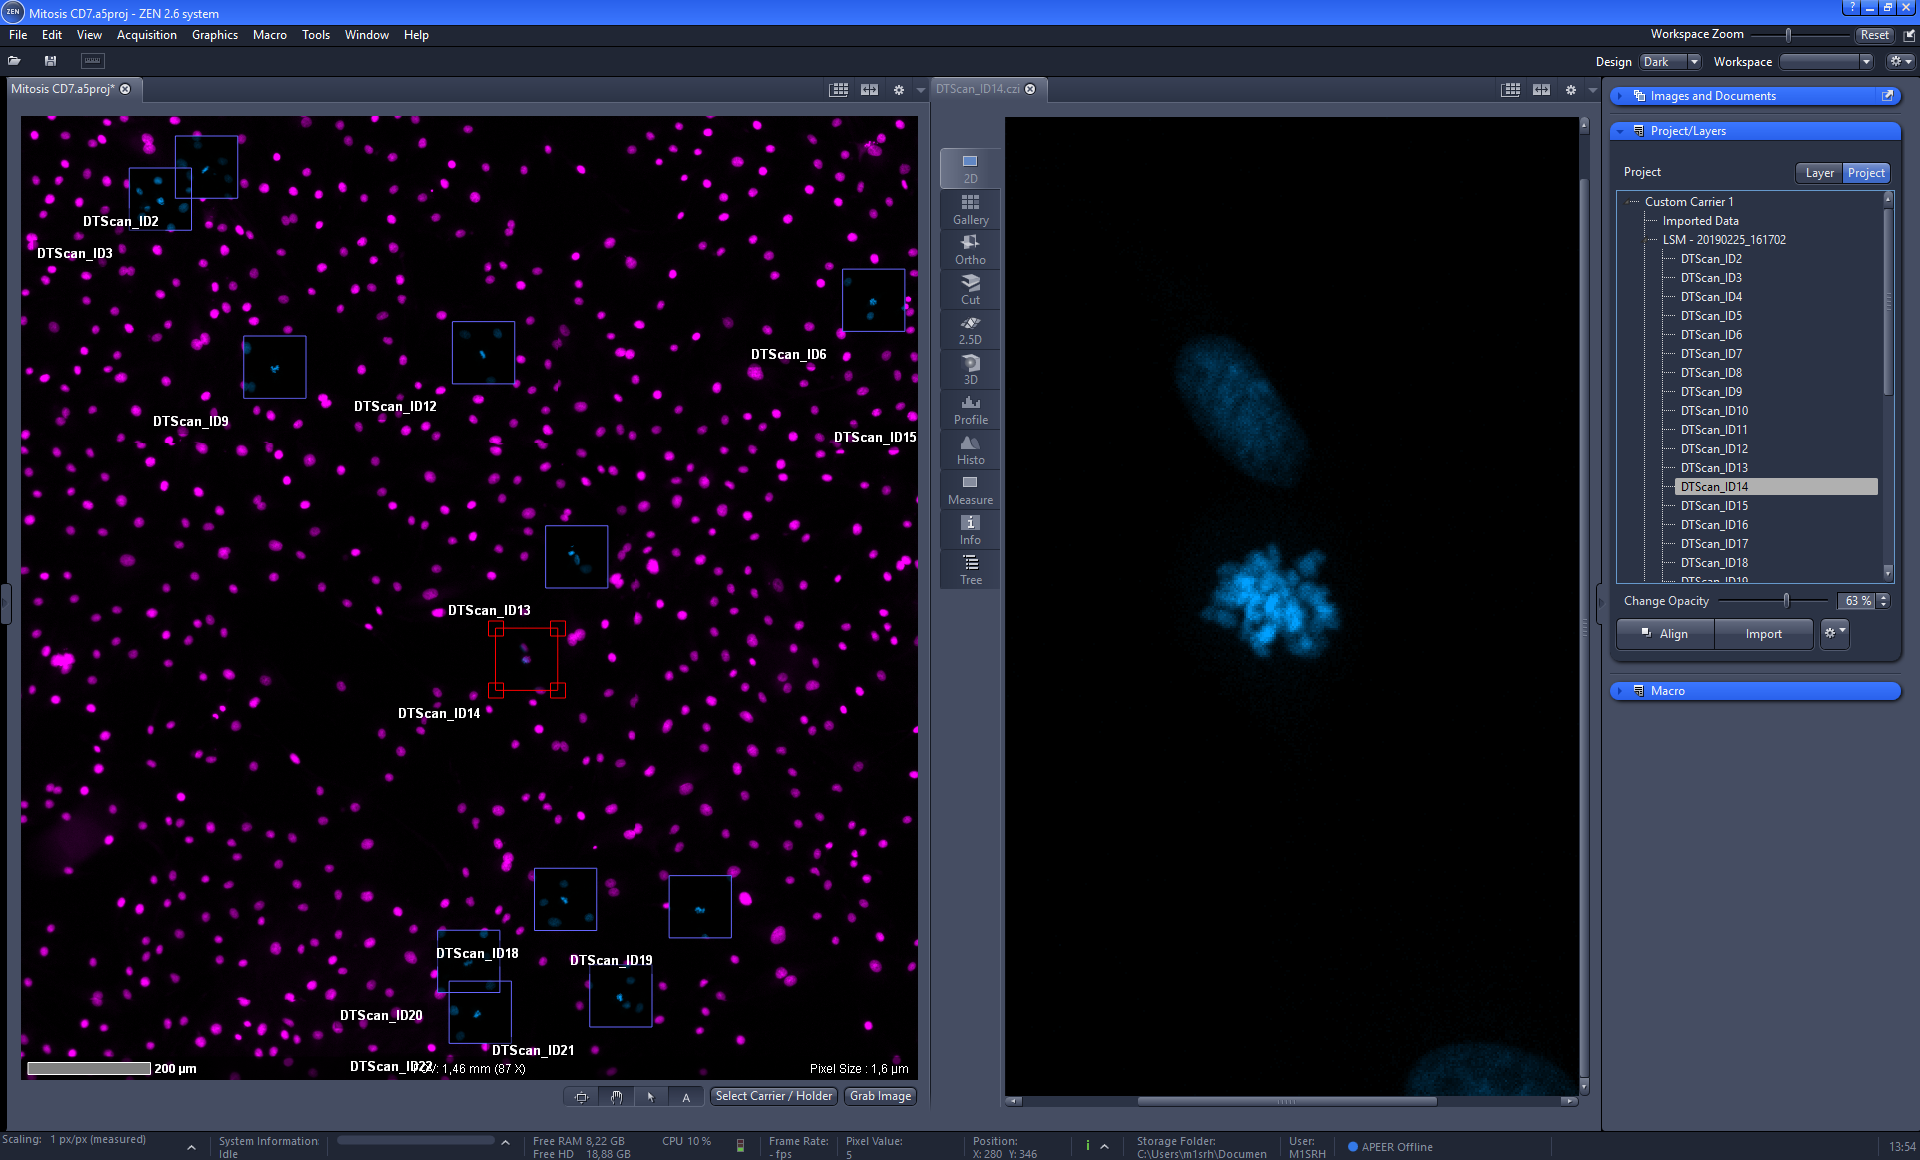 ZEN Mitosis CD7.a5proj - ZEN 2.6 system
File Edit View Acquisition Graphics Macro Tools Window Help
Workspace Zoom Reset
Design Dark Workspace
Mitosis CD7.a5proj*
DTScan_ID2
DTScan_ID3
DTScan_ID6
DTScan_ID12
DTScan_ID9
DTScan_ID15
DTScan_ID13
DTScan_ID14
DTScan_ID18
DTScan_ID19
DTScan_ID20
DTScan_ID21
DTScan_ID22
200 µm
FOV: 1,46 mm (87 X)
Pixel Size : 1,6 µm
A
Select Carrier / Holder
Grab Image
DTScan_ID14.czi
2D
Gallery
Ortho
Cut
2.5D
3D
Profile
Histo
Measure
Info
Tree
Images and Documents
Project/Layers
Project Layer Project
Custom Carrier 1
Imported Data
LSM - 20190225_161702
DTScan_ID2
DTScan_ID3
DTScan_ID4
DTScan_ID5
DTScan_ID6
DTScan_ID7
DTScan_ID8
DTScan_ID9
DTScan_ID10
DTScan_ID11
DTScan_ID12
DTScan_ID13
DTScan_ID14
DTScan_ID15
DTScan_ID16
DTScan_ID17
DTScan_ID18
DTScan_ID19
Change Opacity 63 %
Align Import
Macro
Scaling: 1 px/px (measured)
System Information:
Idle
Free RAM 8,22 GB
Free HD 18,88 GB
CPU 10 %
Frame Rate:
- fps
Pixel Value:
5
Position:
X: 280 Y: 346
Storage Folder:
C:\Users\m1srh\Documen
User:
M1SRH
APEER Offline
13:54